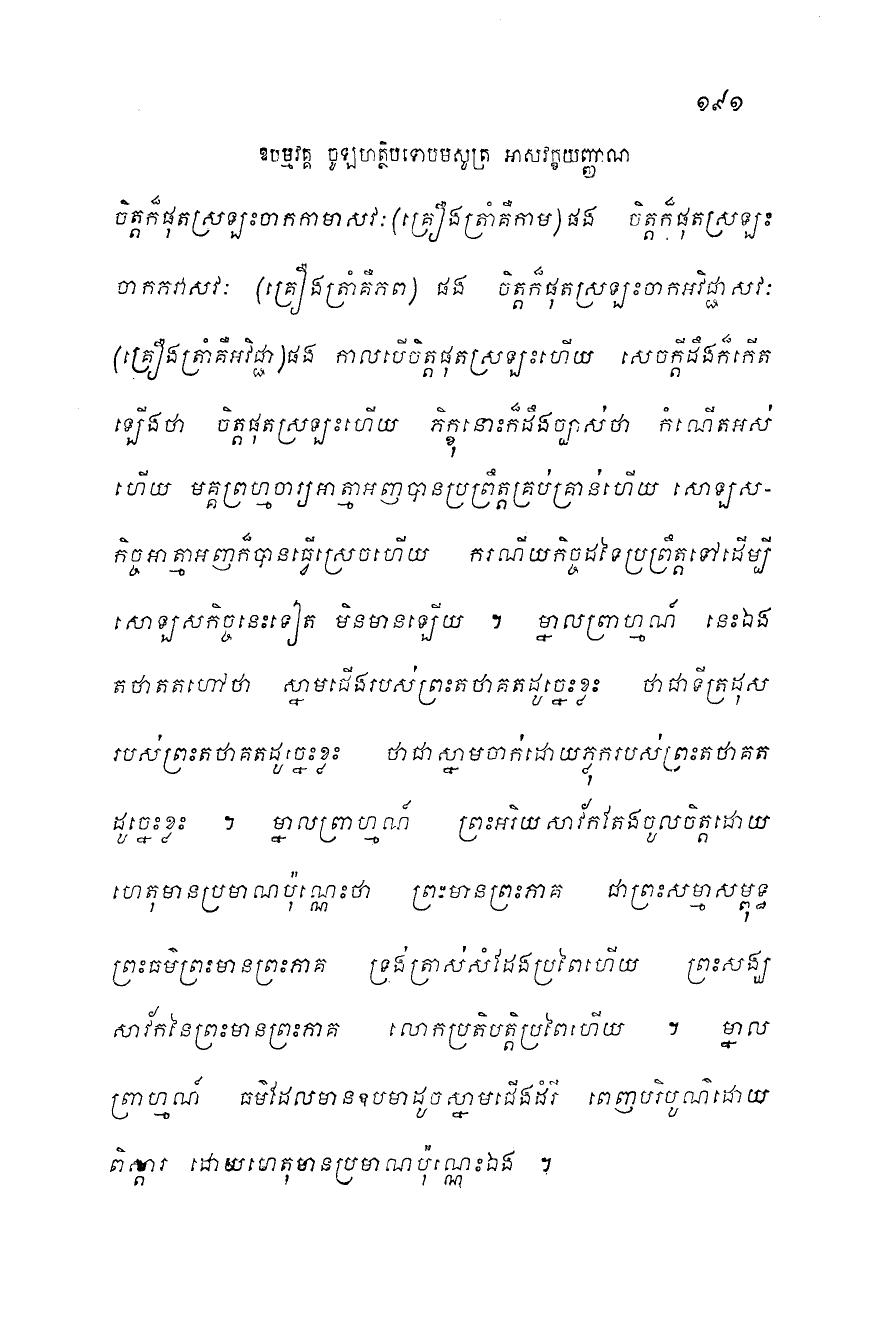 ១៩១
ឧបម្មវគ្គ ចូឡហត្ថិបទោបមសូត្រ អាសវក្ខយញ្ញាណ
ចិត្តក៏ផុតស្រឡះចាកកាមាសវៈ (គ្រឿងត្រាំគឺកាម) ផង ចិត្តក៏ផុតស្រឡះ
ចាកភវាសវៈ (គ្រឿងត្រាំគឺភព) ផង ចិត្តក៏ផុតស្រឡះចាកអវិជ្ជាសវៈ
(គ្រឿងត្រាំគឺអវិជ្ជា) ផង កាលបើចិត្តផុតស្រឡះហើយ សេចក្តីដឹងក៏កើត
ឡើងថា ចិត្តផុតស្រឡះហើយ ភិក្ខុនោះក៏ដឹងច្បាស់ថា កំណើតអស់
ហើយ មគ្គព្រហ្មចារ្យអាត្មាអញបានប្រព្រឹត្តគ្រប់គ្រាន់ហើយ សោឡស-
កិច្ចអាត្មាអញក៏បានធ្វើស្រេចហើយ ករណីយកិច្ចដទៃប្រព្រឹត្តទៅដើម្បី
សោឡសកិច្ចនេះទៀត មិនមានឡើយ ។ ម្នាលព្រាហ្មណ៍ នេះឯង
តថាគតហៅថា ស្នាមជើងរបស់ព្រះតថាគតដូច្នេះខ្លះ ថាជាទីត្រដុស
របស់ព្រះតថាគតដូច្នេះខ្លះ ថាជាស្នាមចាក់ដោយភ្លុករបស់ព្រះតថាគត
ដូច្នេះខ្លះ ។ ម្នាលព្រាហ្មណ៍ ព្រះអរិយសាវ័កតែងចូលចិត្តដោយ
ហេតុមានប្រមាណប៉ុណ្ណេះថា ព្រះមានព្រះភាគ ជាព្រះសម្មាសម្ពុទ្ធ
ព្រះធម៌ព្រះមានព្រះភាគ ទ្រង់ត្រាស់សំដែងប្រពៃហើយ ព្រះសង្ឃ
សាវ័កនៃព្រះមានព្រះភាគ លោកប្រតិបត្តិប្រពៃហើយ ។ ម្នាល
ព្រាហ្មណ៍ ធម៌ដែលមានឧបមាដូចស្នាមជើងដំរី ពេញបរិបូណ៌ដោយ
ពិស្តារ ដោយហេតុមានប្រមាណប៉ុណ្ណេះឯង ។